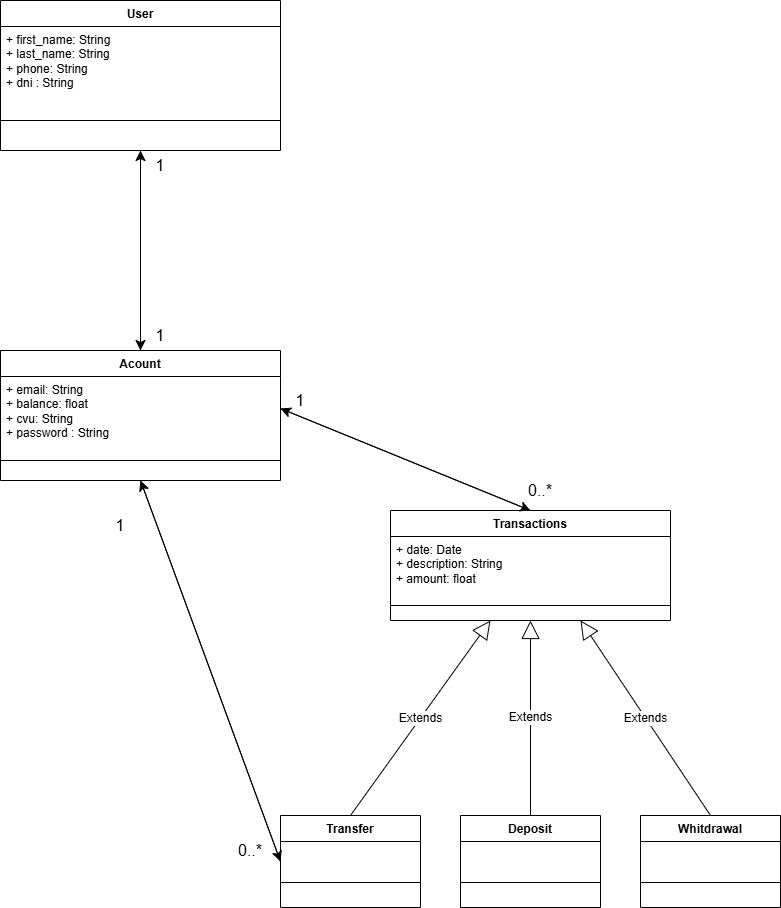 User
+ first_name: String
+ last_name: String
+ phone: String
+ dni : String
1
1
Acount
+ email: String
+ balance: float
+ cvu: String
+ password : String
1
0..*
1
Transactions
+ date: Date
+ description: String
+ amount: float
Extends
Extends
Extends
0..*
Transfer
Deposit
Whitdrawal